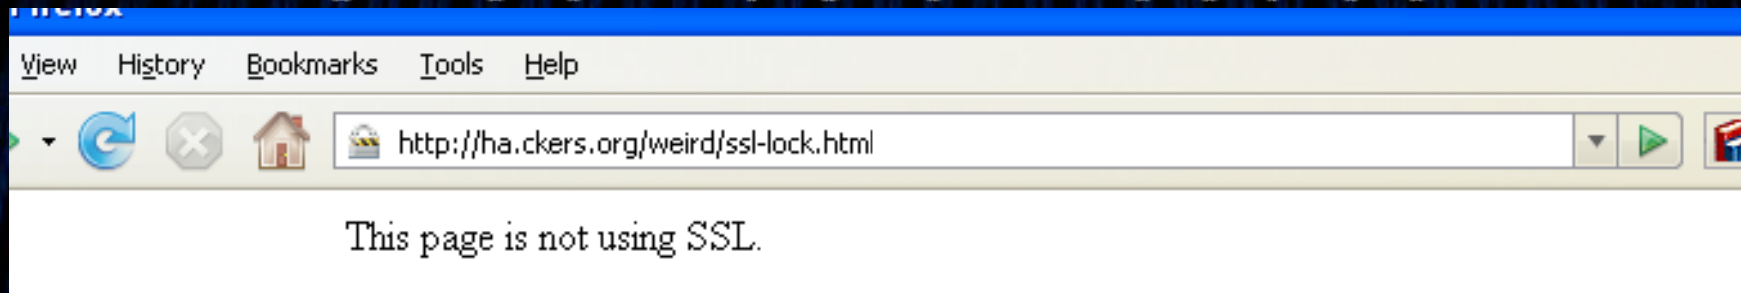 Firefox
View History Bookmarks Tools Help
http://ha.ckers.org/weird/ssl-lock.html
This page is not using SSL.